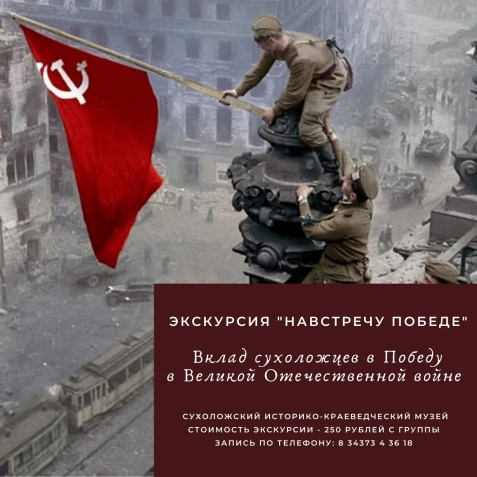 ЭКСКУРСИЯ "НАВСТРЕЧУ ПОБЕДЕ"
Вклад сухоложцев в Победу
в Великой Отечественной войне
СУХОЛОЖСКИЙ ИСТОРИКО-КРАЕВЕДЧЕСКИЙ МУЗЕЙ
СТОИМОСТЬ ЭКСКУРСИИ - 250 РУБЛЕЙ С ГРУППЫ
ЗАПИСЬ ПО ТЕЛЕФОНУ: 8 34373 4 36 18